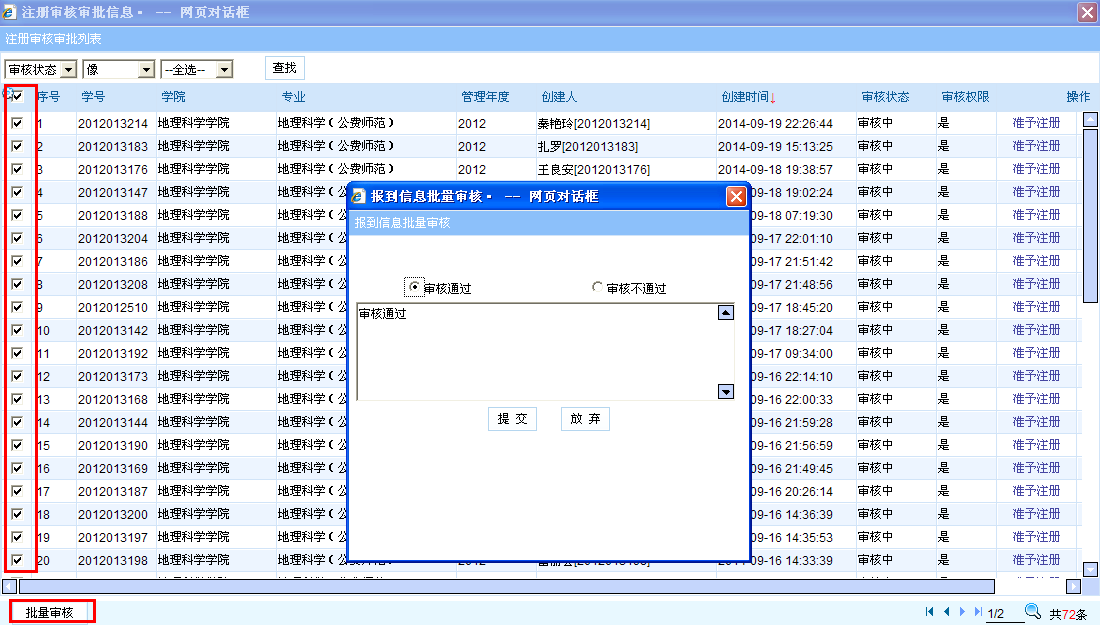 注册审核审批信息 - -- 网页对话框
注册审核审批列表
审核状态 像 --全选-- 查找
序号 学号 学院 专业 管理年度 创建人 创建时间↓ 审核状态 审核权限 操作
1 2012013214 地理科学学院 地理科学(公费师范) 2012 秦艳玲[2012013214] 2014-09-19 22:26:44 审核中 是 准予注册
2 2012013183 地理科学学院 地理科学(公费师范) 2012 扎罗[2012013183] 2014-09-19 15:13:25 审核中 是 准予注册
3 2012013176 地理科学学院 地理科学(公费师范) 2012 王良安[2012013176] 2014-09-18 19:38:57 审核中 是 准予注册
4 2012013147 地理科学学院 地理科学(公 09-18 19:02:24 审核中 是 准予注册
5 2012013188 地理科学学院 地理科学(公 09-18 07:19:30 审核中 是 准予注册
6 2012013204 地理科学学院 地理科学(公 09-17 22:01:10 审核中 是 准予注册
7 2012013186 地理科学学院 地理科学(公 09-17 21:51:42 审核中 是 准予注册
8 2012013208 地理科学学院 地理科学(公 09-17 21:48:56 审核中 是 准予注册
9 2012012510 地理科学学院 地理科学(公 09-17 18:45:20 审核中 是 准予注册
10 2012013142 地理科学学院 地理科学(公 09-17 18:27:04 审核中 是 准予注册
11 2012013192 地理科学学院 地理科学(公 09-17 09:34:00 审核中 是 准予注册
12 2012013173 地理科学学院 地理科学(公 09-16 22:14:10 审核中 是 准予注册
13 2012013168 地理科学学院 地理科学(公 09-16 22:00:33 审核中 是 准予注册
14 2012013144 地理科学学院 地理科学(公 09-16 21:59:28 审核中 是 准予注册
15 2012013190 地理科学学院 地理科学(公 09-16 21:56:59 审核中 是 准予注册
16 2012013169 地理科学学院 地理科学(公 09-16 21:49:45 审核中 是 准予注册
17 2012013187 地理科学学院 地理科学(公 09-16 20:26:14 审核中 是 准予注册
18 2012013200 地理科学学院 地理科学(公 09-16 14:36:39 审核中 是 准予注册
19 2012013197 地理科学学院 地理科学(公 09-16 14:35:53 审核中 是 准予注册
20 2012013198 地理科学学院 地理科学(公 09-16 14:33:39 审核中 是 准予注册
报到信息批量审核 - -- 网页对话框
报到信息批量审核
审核通过 审核不通过
审核通过
提 交 放 弃
批量审核 1/2 共72条